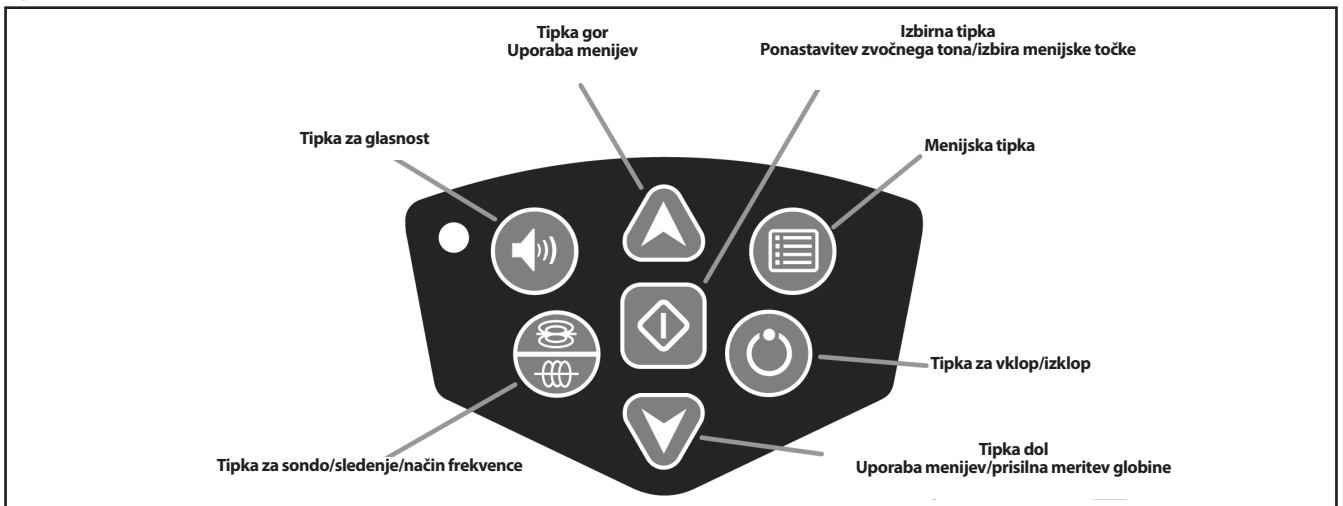 Tipka gor
Uporaba menijev
Izbirna tipka
Ponastavitev zvočnega tona/izbira menijske točke
Tipka za glasnost
Menijska tipka
Tipka za vklop/izklop
Tipka za sondo/sledenje/način frekvence
Tipka dol
Uporaba menijev/prisilna meritev globine